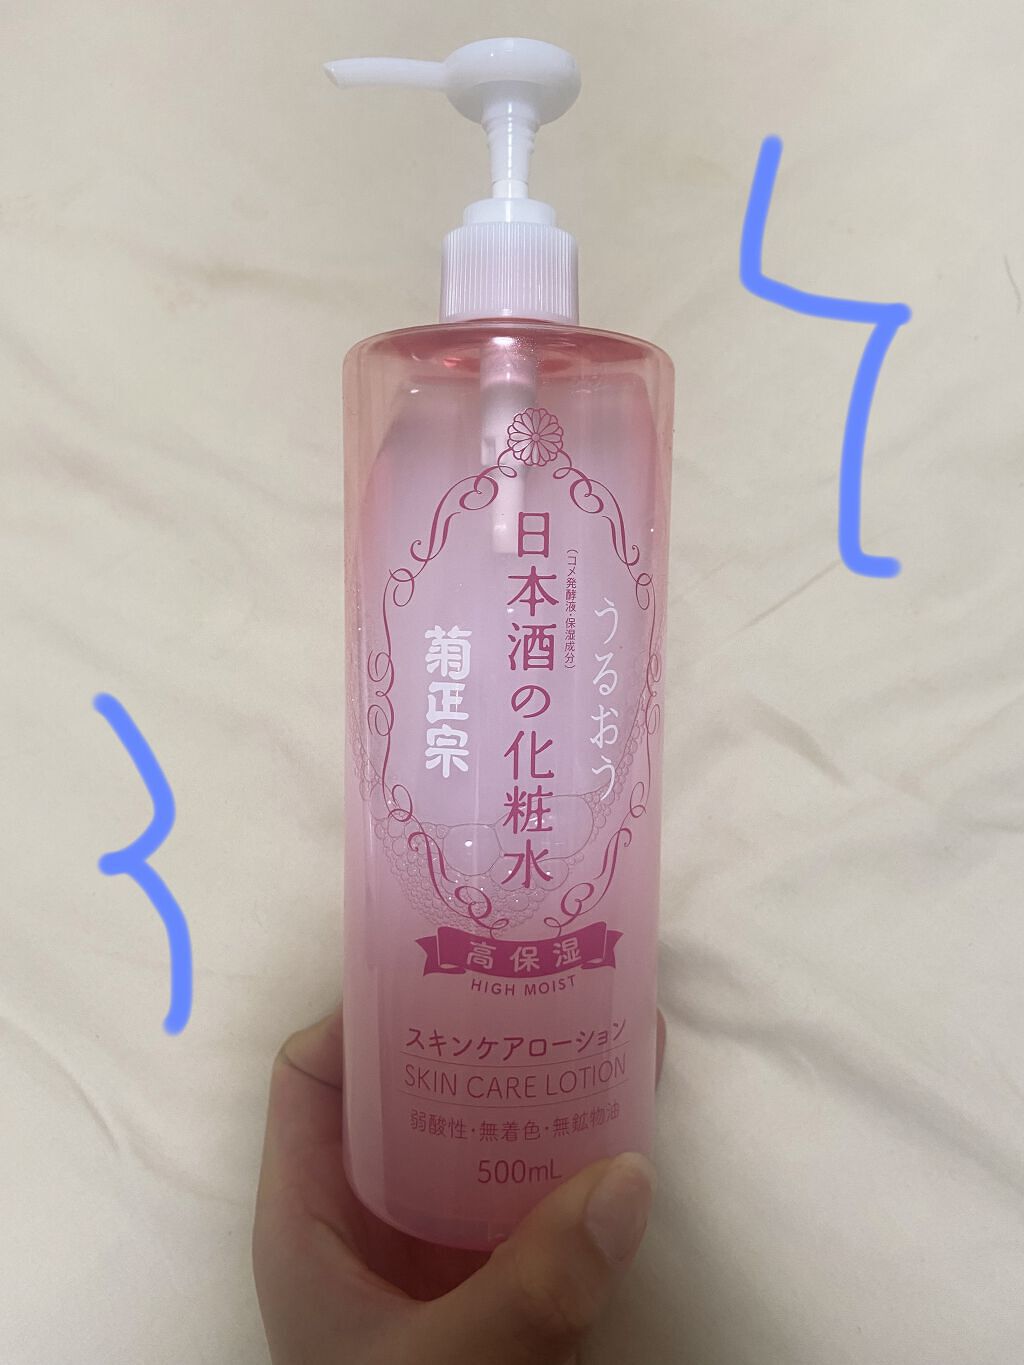 うるおう
日本酒の化粧水
(コメ発酵液・保湿成分)
菊正宗
高保湿
HIGH MOIST
スキンケアローション
SKIN CARE LOTION
弱酸性・無着色・無鉱物油
500mL